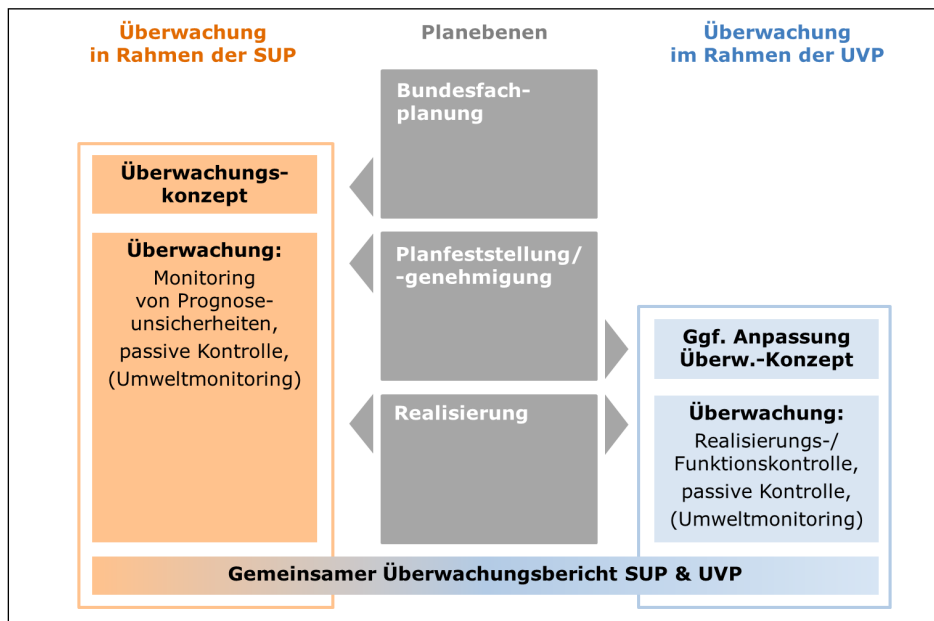 Überwachung
in Rahmen der SUP
Planebenen
Überwachung
im Rahmen der UVP
Bundesfach-
planung
Überwachungs-
konzept
Überwachung:
Monitoring
von Prognose-
unsicherheiten,
passive Kontrolle,
(Umweltmonitoring)
Planfeststellung/
-genehmigung
Ggf. Anpassung
Überw.-Konzept
Realisierung
Überwachung:
Realisierungs-/
Funktionskontrolle,
passive Kontrolle,
(Umweltmonitoring)
Gemeinsamer Überwachungsbericht SUP & UVP